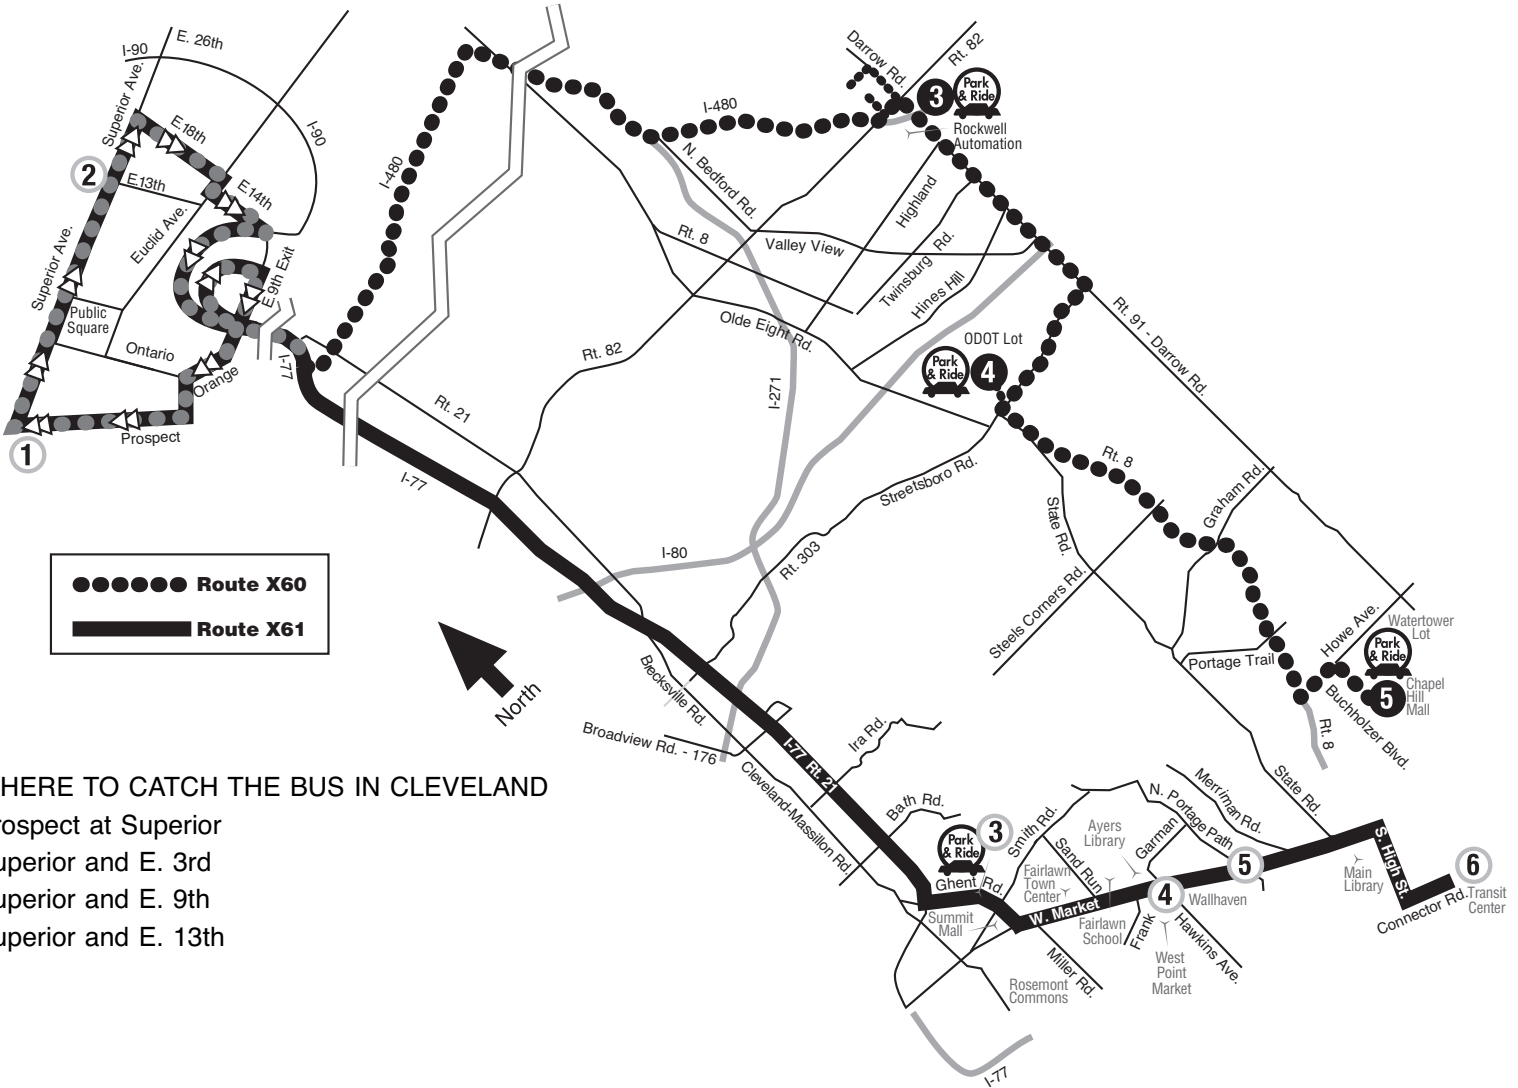 I-90
E. 26th
Superior Ave.
E.18th
I-90
2
E.13th
E.14th
Euclid Ave.
Superior Ave.
E. 9th Exit
Public
Square
Ontario
Orange
I-77
Prospect
1
I-480
I-480
Darrow Rd.
Rt. 82
3
Park
& Ride
Rockwell
Automation
N. Bedford Rd.
Highland
Rt. 8
Valley View
Twinsburg Rd.
Hines Hill
Olde Eight Rd.
ODOT Lot
Park
& Ride
4
Rt. 91 - Darrow Rd.
Rt. 82
I-271
Rt. 21
I-77
Streetsboro Rd.
Rt. 8
Graham Rd.
State Rd.
I-80
Rt. 303
Steels Corners Rd.
Howe Ave.
Watertower
Lot
Park
& Ride
Portage Trail
5
Chapel
Hill
Mall
Buchholzer Blvd.
Rt. 8
Route X60
Route X61
North
Brecksville Rd.
Broadview Rd. - 176
I-77 Rt. 21
Ira Rd.
Cleveland-Massillon Rd.
Bath Rd.
State Rd.
Merriman Rd.
N. Portage Path
HERE TO CATCH THE BUS IN CLEVELAND
rospect at Superior
uperior and E. 3rd
uperior and E. 9th
uperior and E. 13th
Park
& Ride
3
Ghent Rd.
Smith Rd.
Sand Run
Ayers
Library
Garman
5
Fairlawn
Town
Center
W. Market
4
Wallhaven
Summit
Mall
Fairlawn
School
Frank
Hawkins Ave.
West
Point
Market
Miller Rd.
Rosemont
Commons
Main
Library
S. High St.
6
Transit
Center
Connector Rd.
I-77